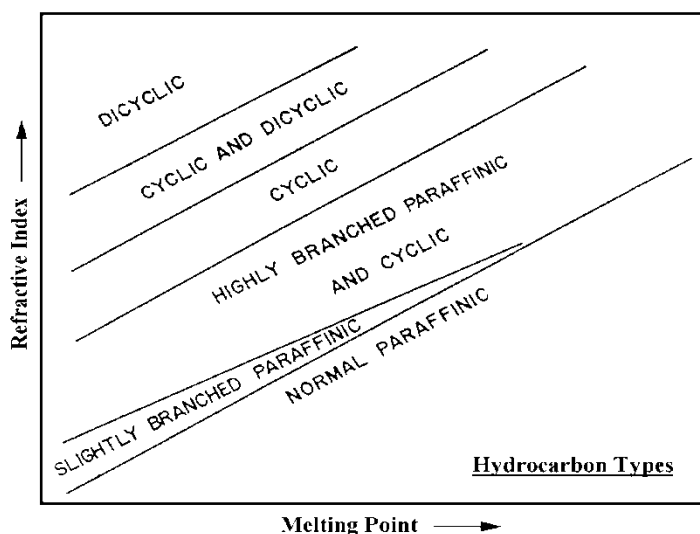 DICYCLIC
CYCLIC AND DICYCLIC
CYCLIC
HIGHLY BRANCHED PARAFFINIC
AND CYCLIC
SLIGHTLY BRANCHED PARAFFINIC
NORMAL PARAFFINIC
Hydrocarbon Types
Refractive Index
Melting Point